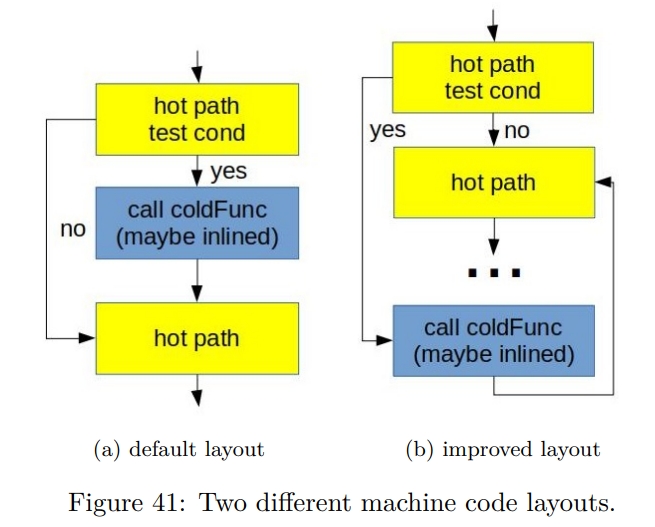 hot path
test cond
yes
call coldFunc
(maybe inlined)
no
hot path
(a) default layout
hot path
test cond
yes
no
hot path
...
call coldFunc
(maybe inlined)
(b) improved layout
Figure 41: Two different machine code layouts.